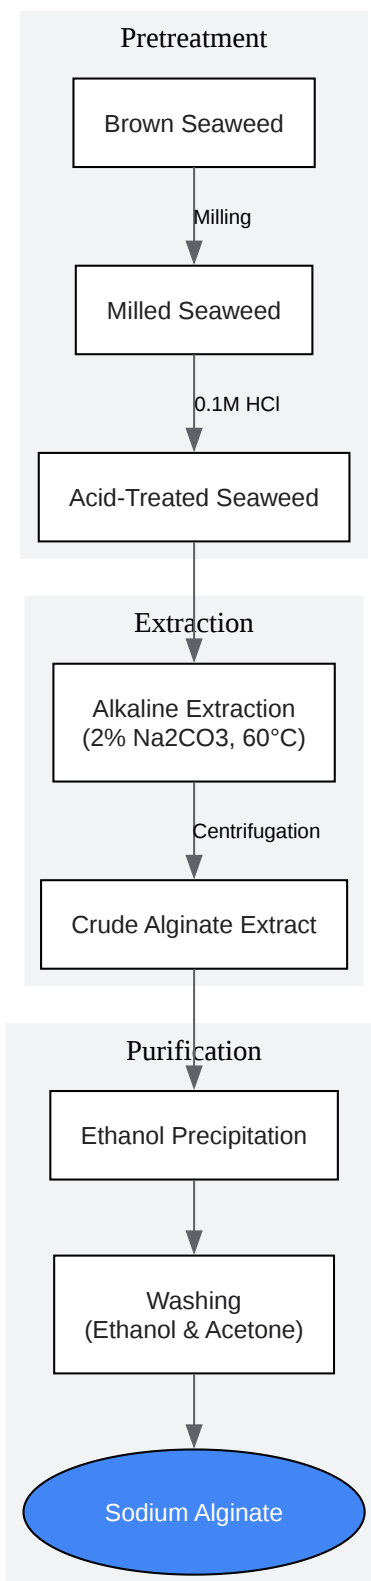 Pretreatment
Brown Seaweed
Milling
Milled Seaweed
0.1M HCl
Acid-Treated Seaweed
Extraction
Alkaline Extraction
(2% Na2CO3, 60°C)
Centrifugation
Crude Alginate Extract
Purification
Ethanol Precipitation
Washing
(Ethanol & Acetone)
Sodium Alginate